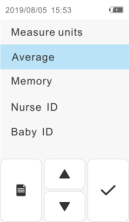 2019/08/05 15:53
Measure units
Average
Memory
Nurse ID
Baby ID